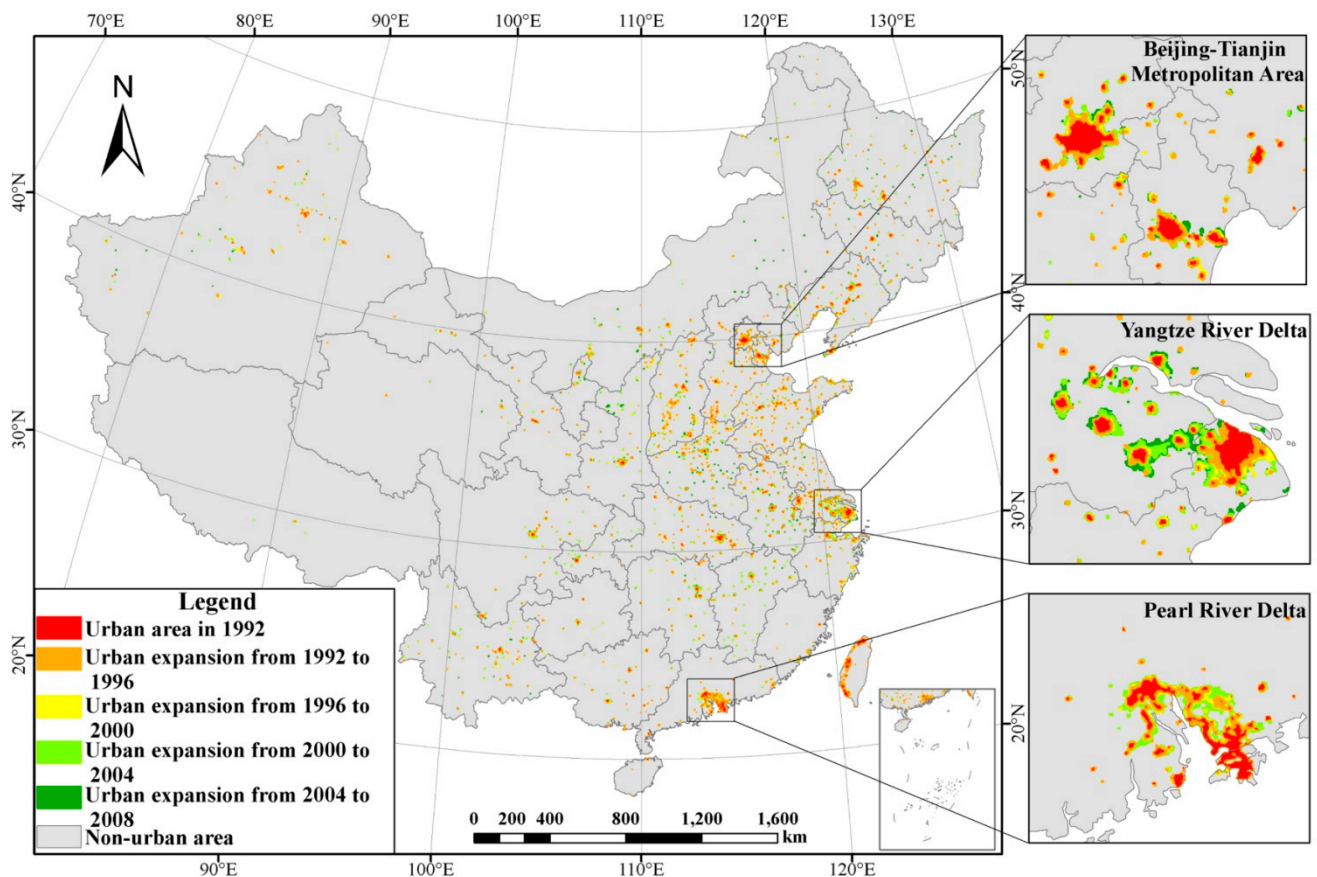 70°E
80°E
90°E
100°E
110°E
120°E
130°E
N
40°N
30°N
20°N
50°N
40°N
30°N
20°N
Beijing-Tianjin
Metropolitan Area
Yangtze River Delta
Pearl River Delta
Legend
Urban area in 1992
Urban expansion from 1992 to
1996
Urban expansion from 1996 to
2000
Urban expansion from 2000 to
2004
Urban expansion from 2004 to
2008
Non-urban area
0 200 400 800 1,200 1,600
km
90°E
100°E
110°E
120°E